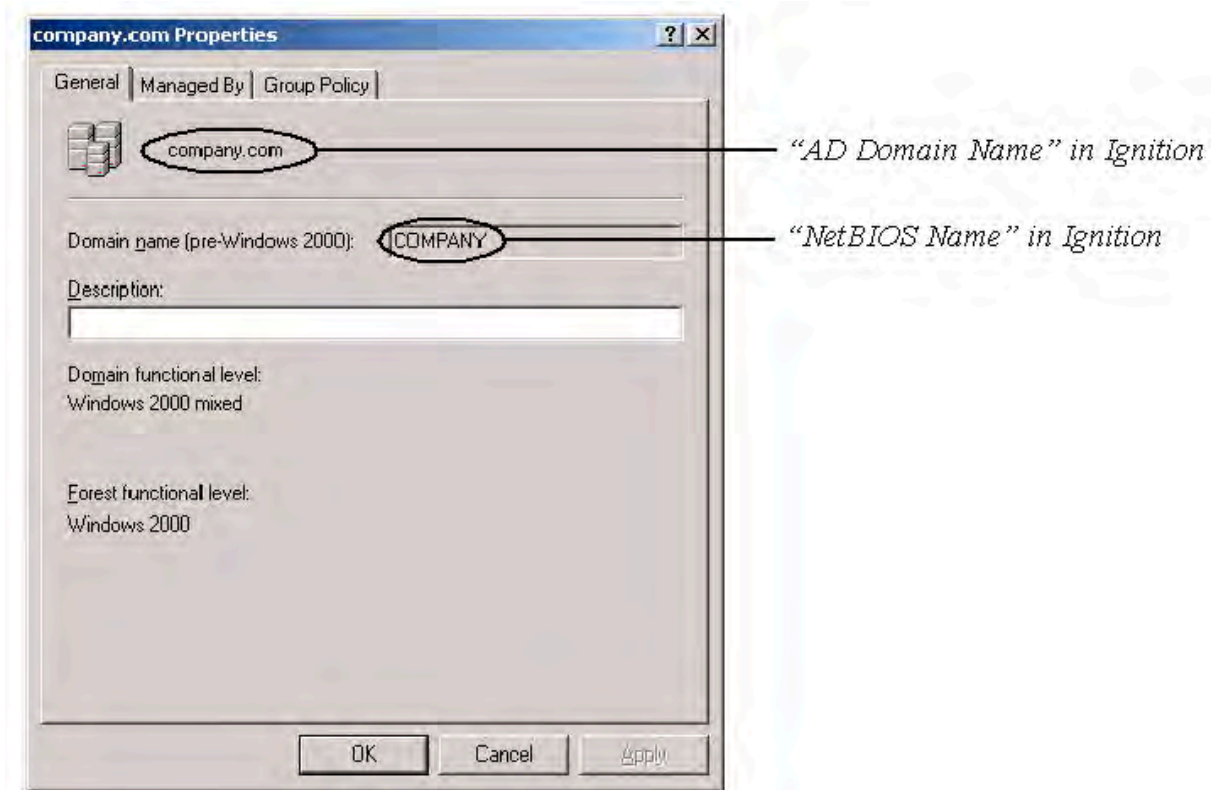 company.com Properties
? X
General Managed By Group Policy
company.com
"AD Domain Name" in Ignition
Domain name (pre-Windows 2000): COMPANY
"NetBIOS Name" in Ignition
Description:
Domain functional level:
Windows 2000 mixed
Forest functional level:
Windows 2000
OK Cancel Apply